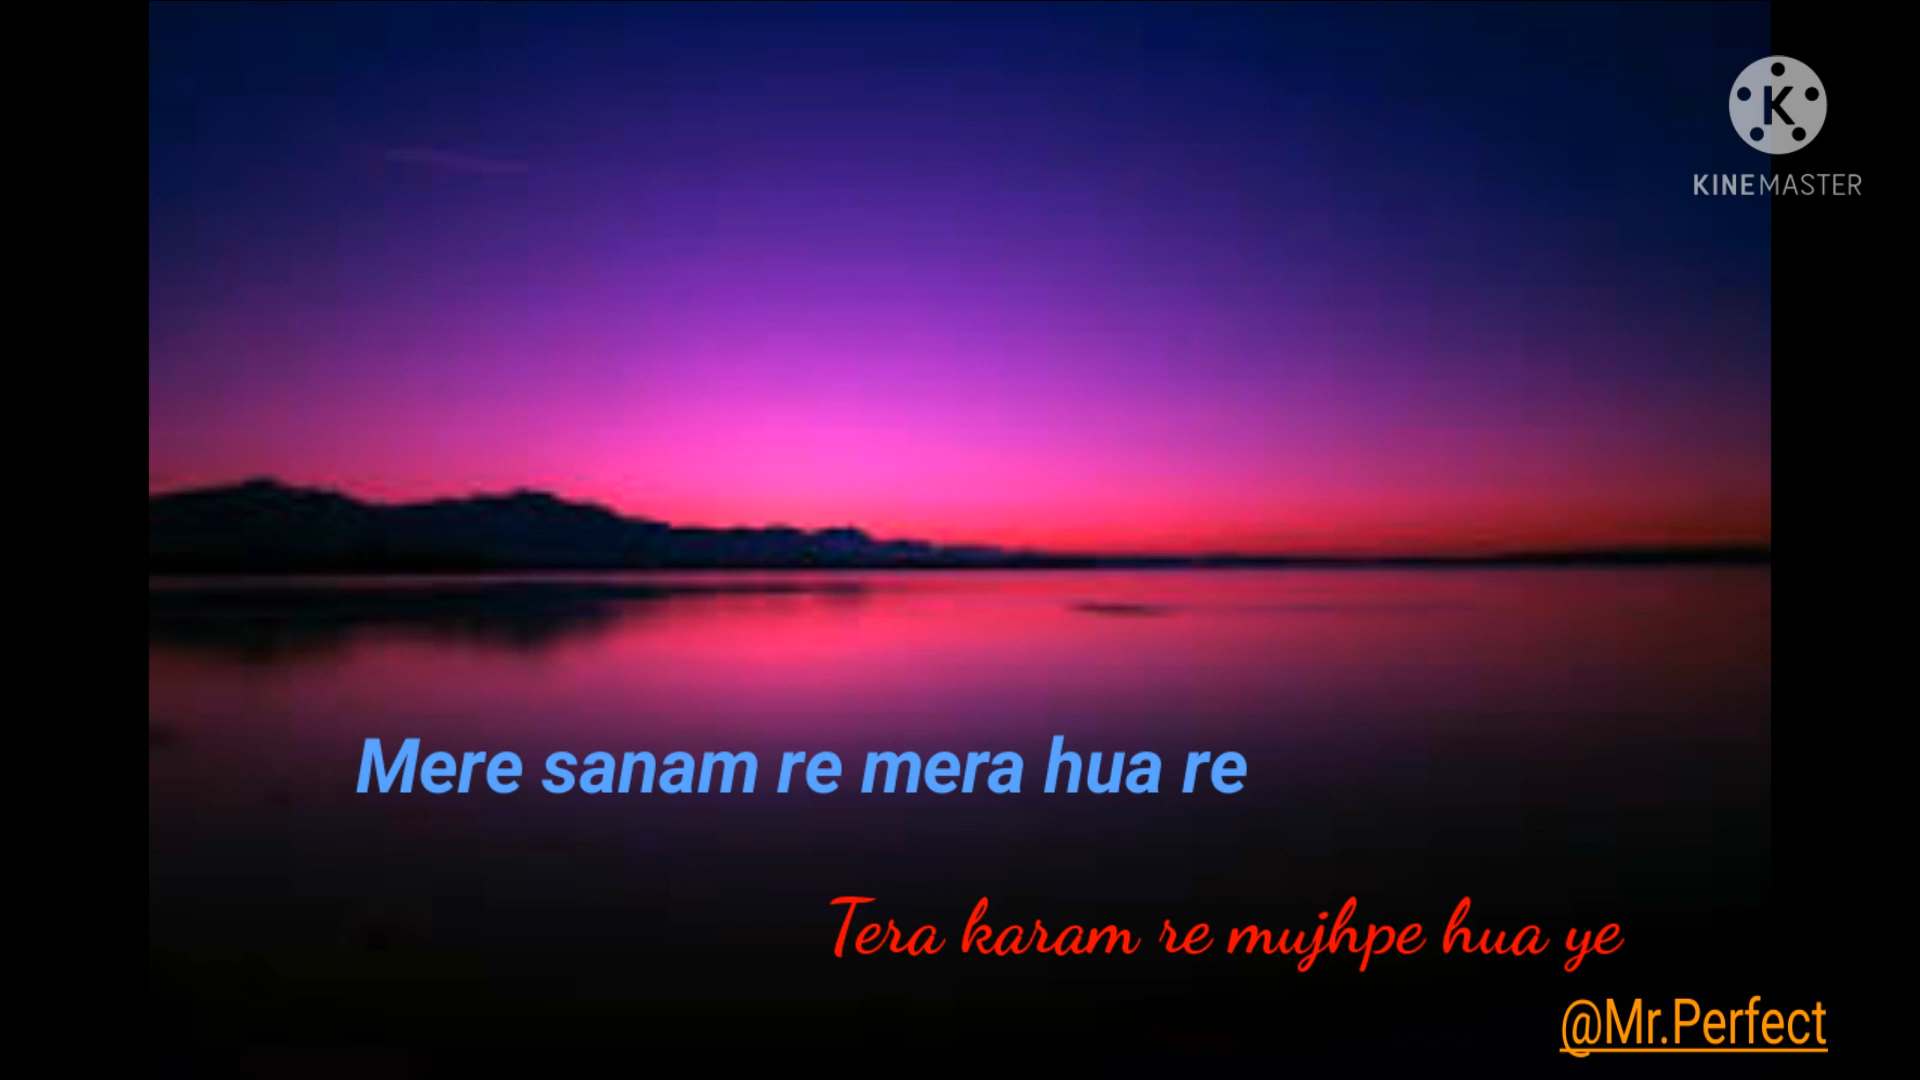 K
KINEMASTER
Mere sanam re mera hua re
Tera karam re mujhpe hua ye
@Mr.Perfect